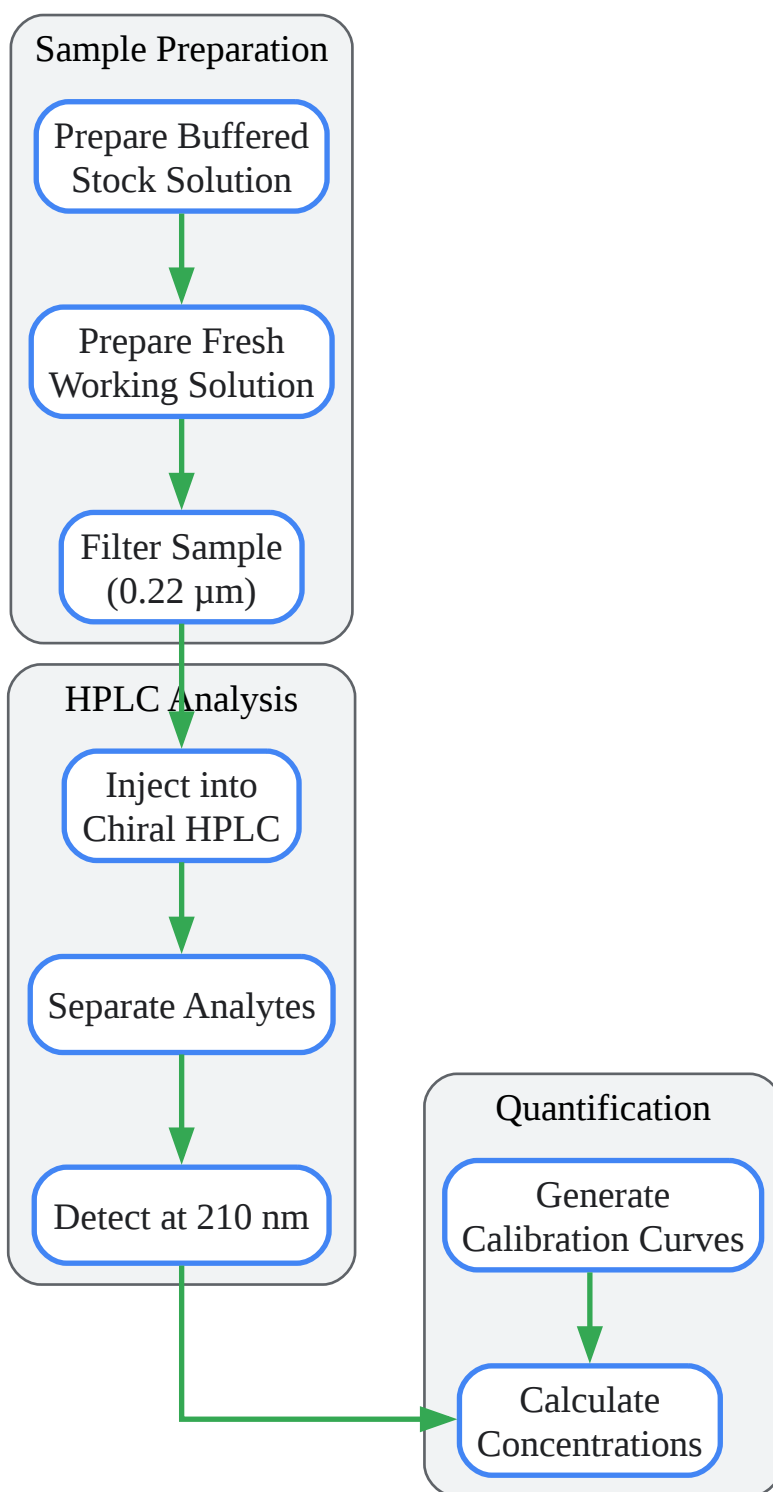 Sample Preparation
Prepare Buffered
Stock Solution
Prepare Fresh
Working Solution
Filter Sample
(0.22 µm)
HPLC Analysis
Inject into
Chiral HPLC
Separate Analytes
Detect at 210 nm
Quantification
Generate
Calibration Curves
Calculate
Concentrations